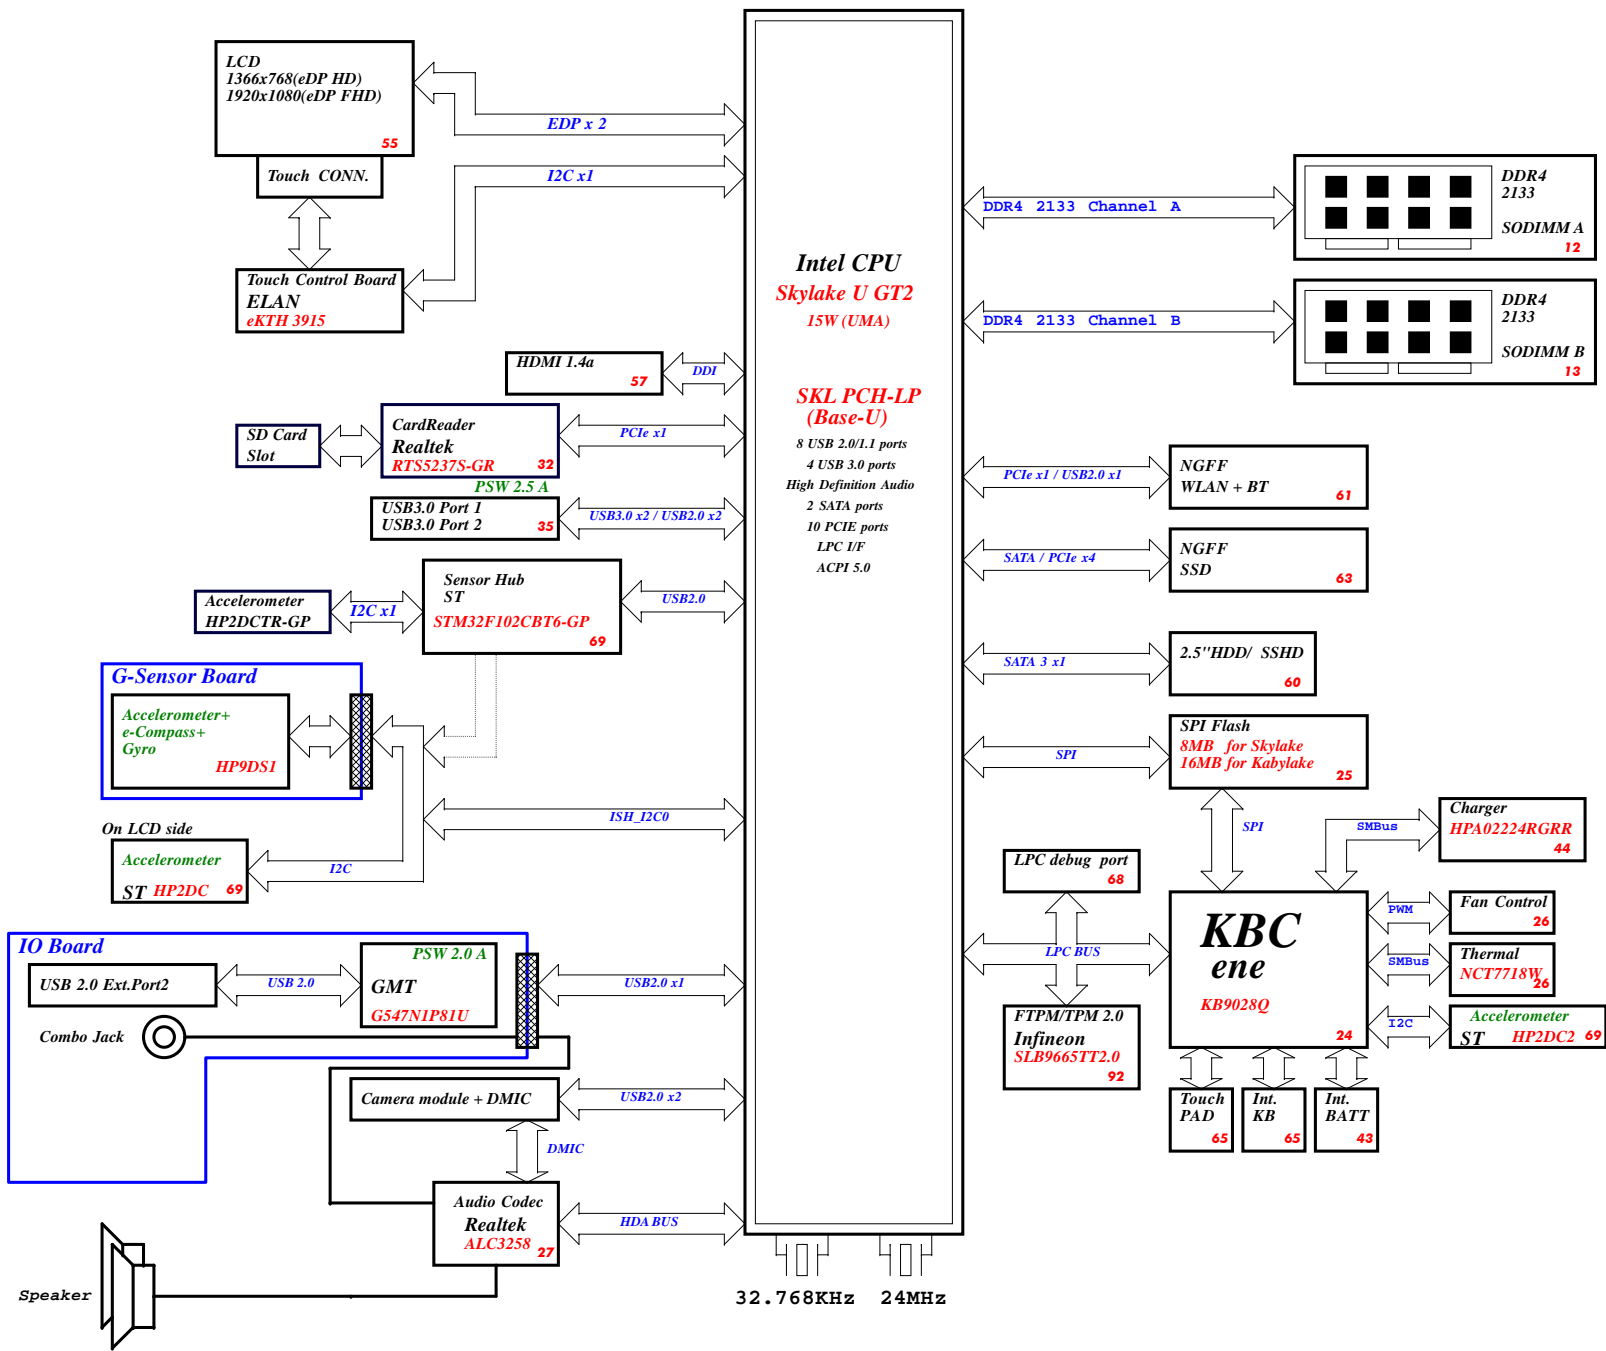 LCD
1366x768(eDP HD)
1920x1080(eDP FHD)
55
Touch CONN.
EDP x 2
I2C x1
Touch Control Board
ELAN
eKTH 3915
HDMI 1.4a
57
DDI
SD Card
Slot
CardReader
Realtek
RTS5237S-GR
32
PCIe x1
PSW 2.5 A
USB3.0 Port 1
USB3.0 Port 2
35
USB3.0 x2 / USB2.0 x2
Sensor Hub
ST
STM32F102CBT6-GP
69
USB2.0
Accelerometer
HP2DCTR-GP
I2C x1
G-Sensor Board
Accelerometer+
e-Compass+
Gyro
HP9DS1
ISH_I2C0
On LCD side
Accelerometer
ST HP2DC
69
I2C
IO Board
USB 2.0 Ext.Port2
USB 2.0
PSW 2.0 A
GMT
G547N1P81U
USB2.0 x1
Combo Jack
Camera module + DMIC
USB2.0 x2
DMIC
Audio Codec
Realtek
ALC3258
27
HDA BUS
Speaker
Intel CPU
Skylake U GT2
15W (UMA)
SKL PCH-LP
(Base-U)
8 USB 2.0/1.1 ports
4 USB 3.0 ports
High Definition Audio
2 SATA ports
10 PCIE ports
LPC I/F
ACPI 5.0
32.768KHz
24MHz
DDR4 2133 Channel A
DDR4
2133
SODIMM A
12
DDR4 2133 Channel B
DDR4
2133
SODIMM B
13
PCIe x1 / USB2.0 x1
NGFF
WLAN + BT
61
SATA / PCIe x4
NGFF
SSD
63
SATA 3 x1
2.5"HDD/ SSHD
60
SPI
SPI Flash
8MB for Skylake
16MB for Kabylake
25
SPI
SMBus
Charger
HPA02224RGRR
44
LPC debug port
68
LPC BUS
FTPM/TPM 2.0
Infineon
SLB9665TT2.0
92
KBC
ene
KB9028Q
24
PWM
Fan Control
26
SMBus
Thermal
NCT7718W
26
I2C
Accelerometer
ST HP2DC2
69
Touch
PAD
65
Int.
KB
65
Int.
BATT
43